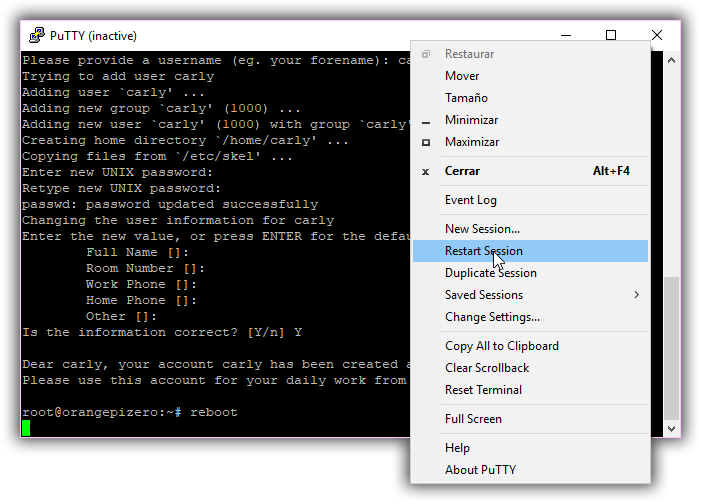 PuTTY (inactive)
Please provide a username (eg. your forename): ca
Trying to add user carly
Adding user `carly' ...
Adding new group `carly' (1000) ...
Adding new user `carly' (1000) with group `carly'
Creating home directory `/home/carly' ...
Copying files from `/etc/skel' ...
Enter new UNIX password:
Retype new UNIX password:
passwd: password updated successfully
Changing the user information for carly
Enter the new value, or press ENTER for the defau
Full Name []:
Room Number []:
Work Phone []:
Home Phone []:
Other []:
Is the information correct? [Y/n] Y
Dear carly, your account carly has been created a
Please use this account for your daily work from
root@orangepizero:~# reboot
Restaurar
Mover
Tamaño
Minimizar
Maximizar
Cerrar Alt+F4
Event Log
New Session...
Restart Session
Duplicate Session
Saved Sessions
Change Settings...
Copy All to Clipboard
Clear Scrollback
Reset Terminal
Full Screen
Help
About PuTTY